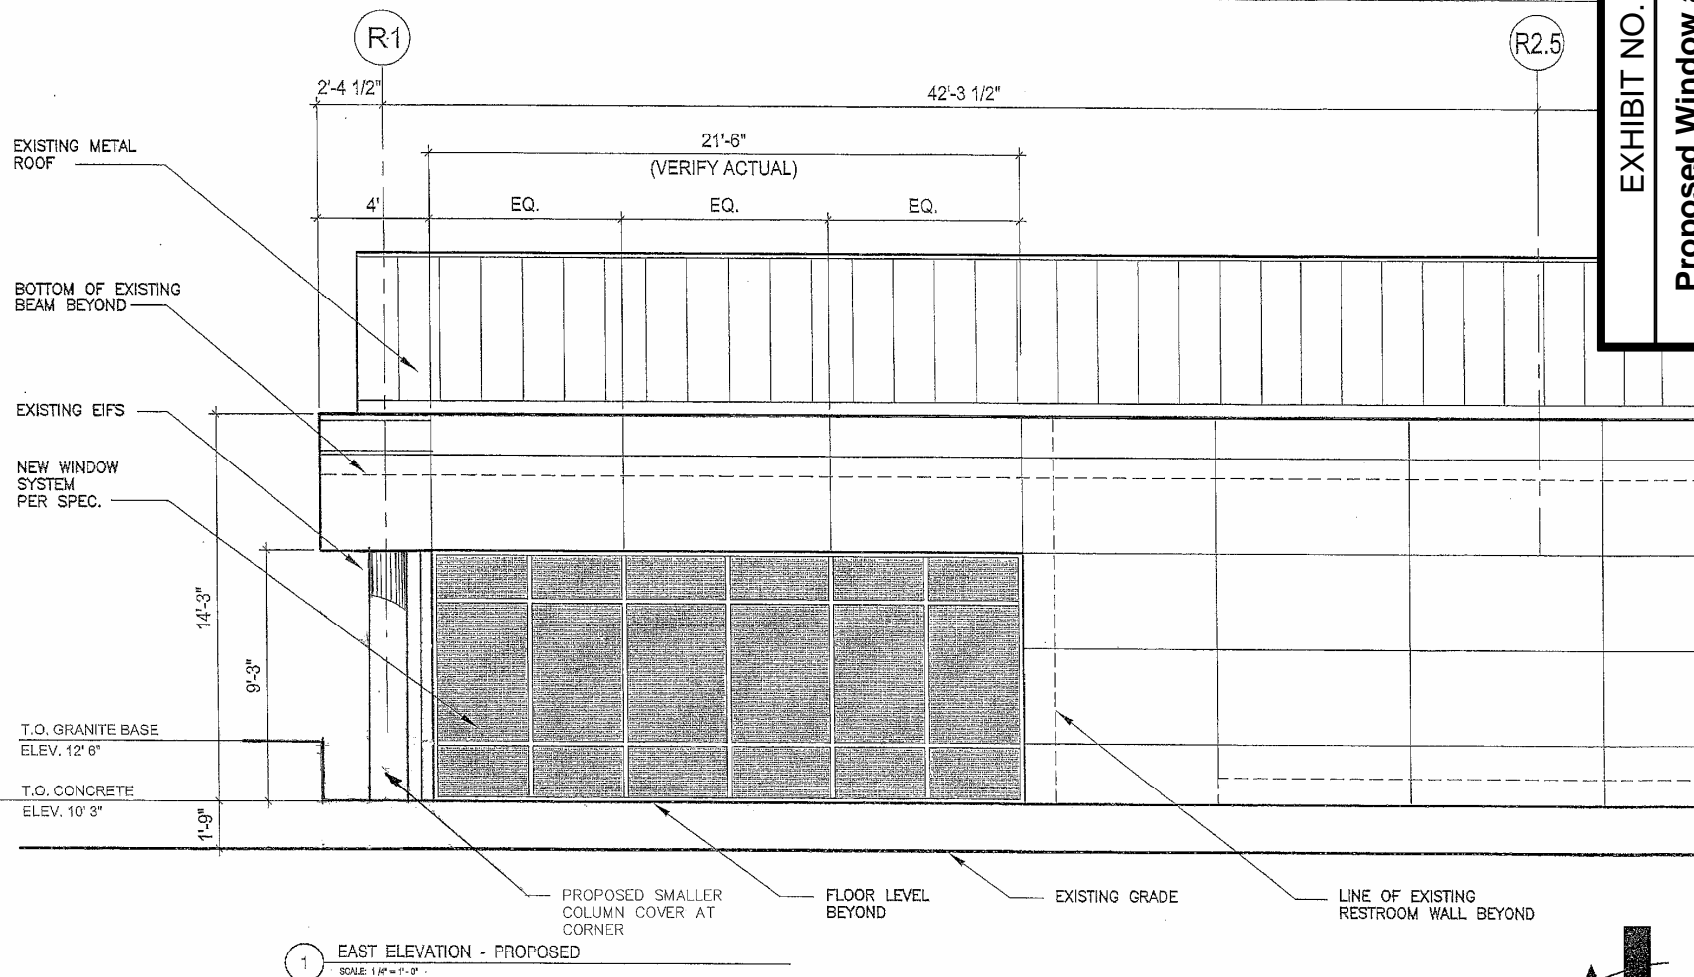 R1
R2.5
EXHIBIT NO.
Proposed Window
2'-4 1/2"
42'-3 1/2"
21'-6"
(VERIFY ACTUAL)
4'
EQ.
EQ.
EQ.
EXISTING METAL
ROOF
BOTTOM OF EXISTING
BEAM BEYOND
EXISTING EIFS
NEW WINDOW
SYSTEM
PER SPEC.
14'-3"
9'-3"
T.O. GRANITE BASE
ELEV. 12' 6"
T.O. CONCRETE
ELEV. 10' 3"
1'-9"
PROPOSED SMALLER
COLUMN COVER AT
CORNER
FLOOR LEVEL
BEYOND
EXISTING GRADE
LINE OF EXISTING
RESTROOM WALL BEYOND
1
EAST ELEVATION - PROPOSED
SCALE: 1/4" = 1'-0"